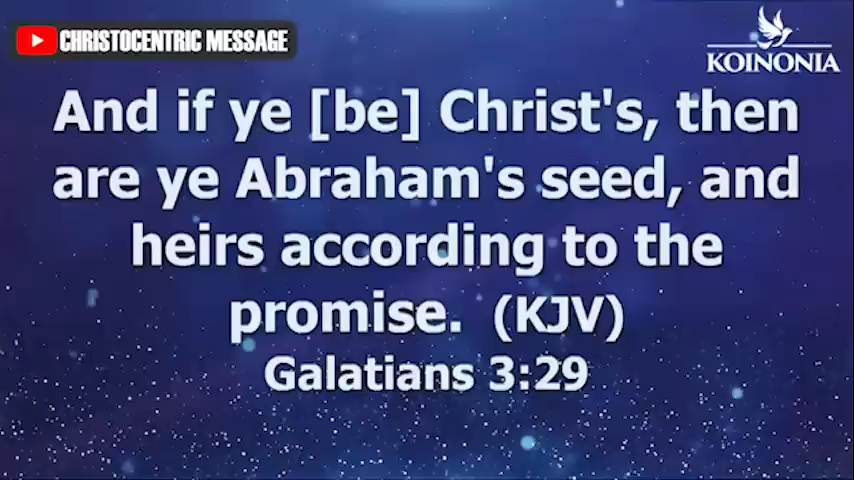 CHRISTOCENTRIC MESSAGE
KOINONIA
And if ye [be] Christ's, then
are ye Abraham's seed, and
heirs according to the
promise. (KJV)
Galatians 3:29